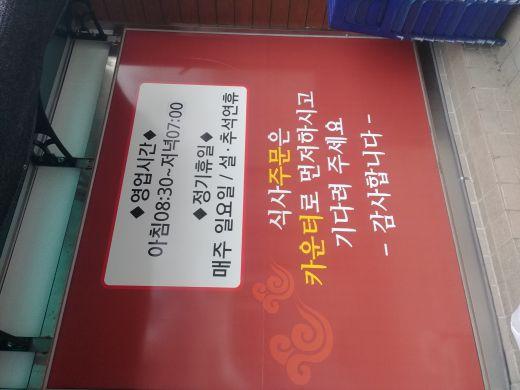 ◆영업시간◆
아침08:30~저녁07:00
◆정기휴일◆
매주 일요일 / 설·추석연휴
식사주문은
카운터로 먼저하시고
기다려 주세요
- 감사합니다 -